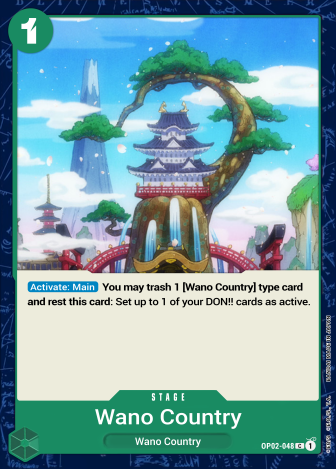 1
Activate: Main You may trash 1 [Wano Country] type card
and rest this card: Set up to 1 of your DON!! cards as active.
STAGE
Wano Country
Wano Country
OP02-048 C 1